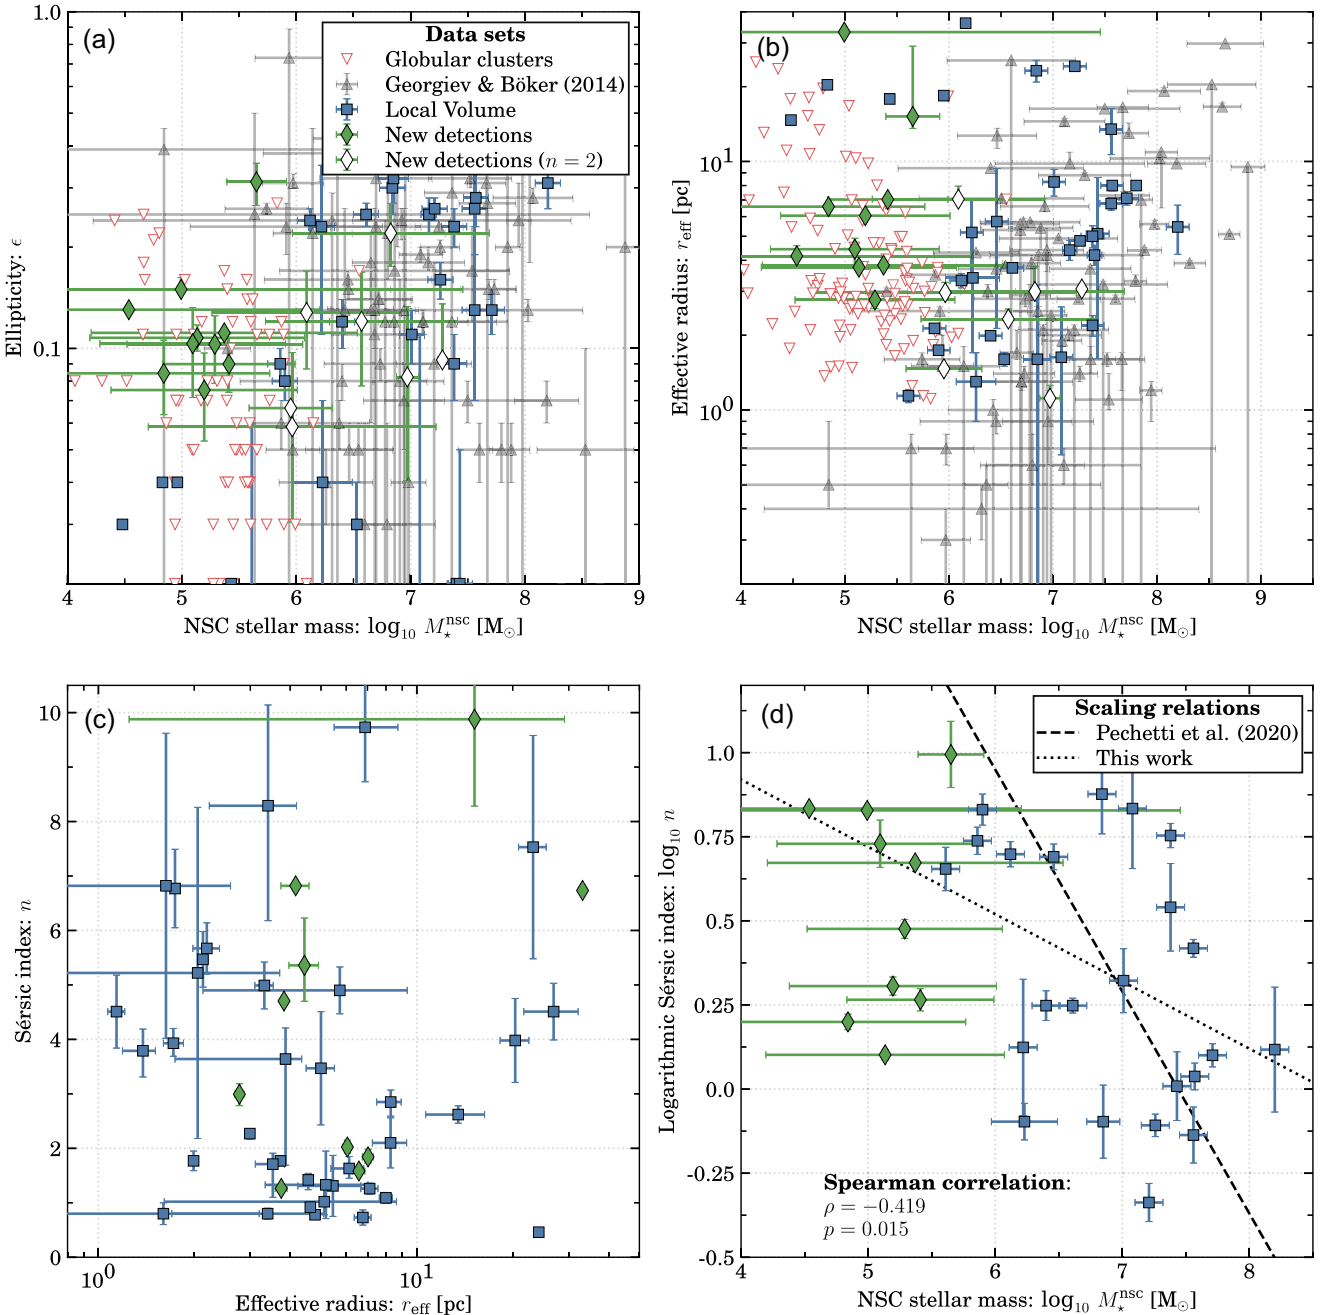 (a)
Data sets
Globular clusters
Georgiev & Böker (2014)
Local Volume
New detections
New detections (n = 2)
1.0
0.1
Ellipticity: ϵ
4 5 6 7 8 9
NSC stellar mass: log₁₀ M⋆ⁿˢᶜ [M⊙]
(b)
10¹
10⁰
Effective radius: r_eff [pc]
4 5 6 7 8 9
NSC stellar mass: log₁₀ M⋆ⁿˢᶜ [M⊙]
(c)
10
8
6
4
2
0
Sérsic index: n
10⁰ 10¹
Effective radius: r_eff [pc]
(d)
Scaling relations
Pechetti et al. (2020)
This work
1.0
0.75
0.5
0.25
0.0
-0.25
-0.5
Logarithmic Sérsic index: log₁₀ n
Spearman correlation:
ρ = −0.419
p = 0.015
4 5 6 7 8
NSC stellar mass: log₁₀ M⋆ⁿˢᶜ [M⊙]